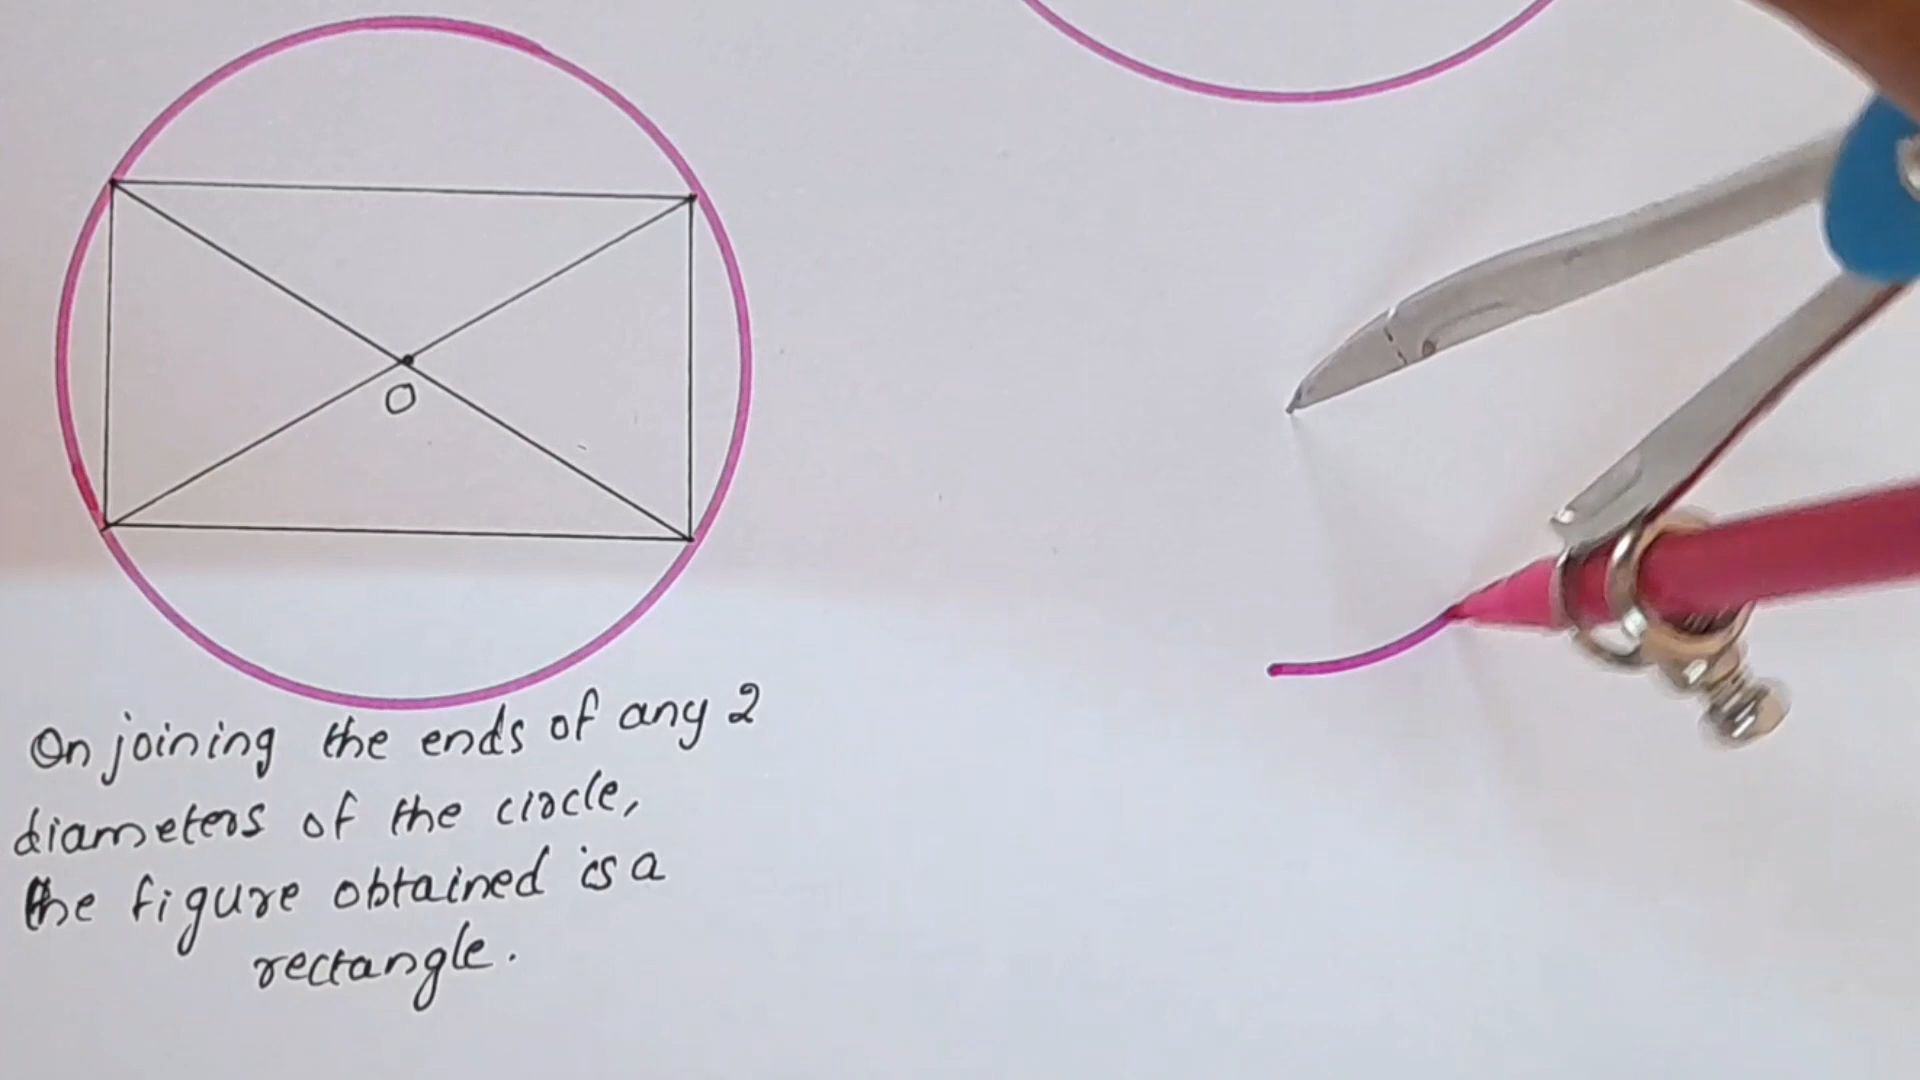 O
On joining the ends of any 2
diameters of the circle,
the figure obtained is a
rectangle.